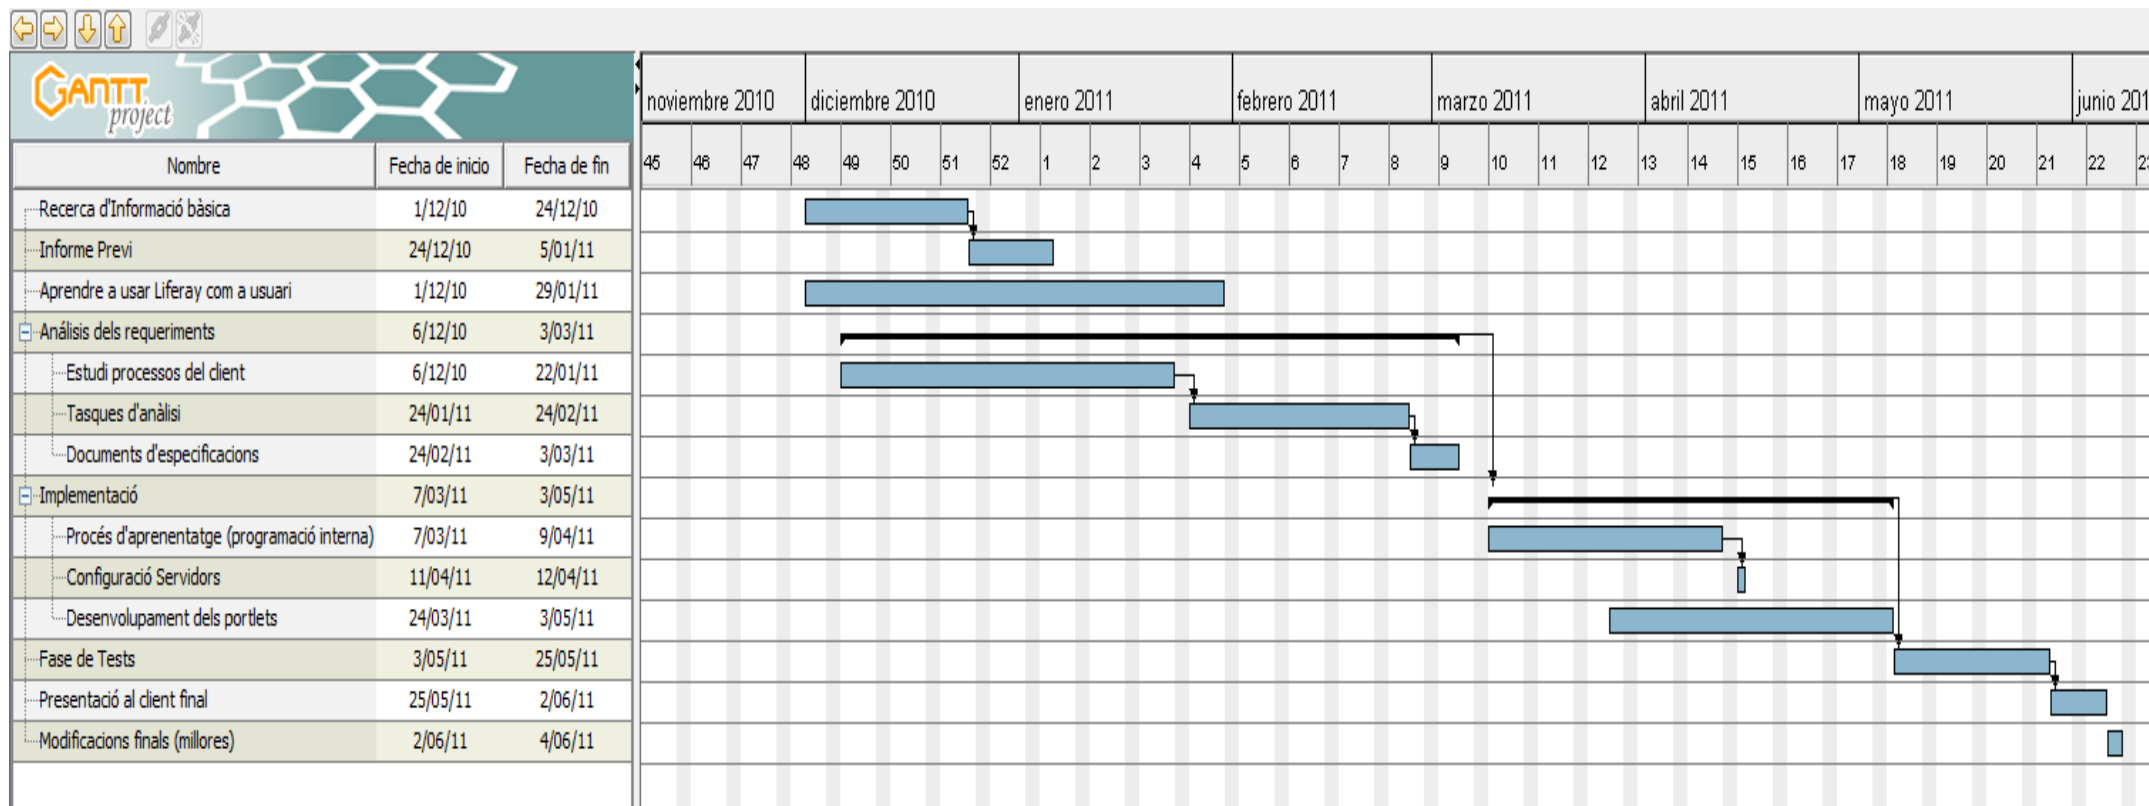 GANTT
project
noviembre 2010 diciembre 2010 enero 2011 febrero 2011 marzo 2011 abril 2011 mayo 2011 junio 201
Nombre Fecha de inicio Fecha de fin 45 46 47 48 49 50 51 52 1 2 3 4 5 6 7 8 9 10 11 12 13 14 15 16 17 18 19 20 21 22
Recerca d'Informació bàsica 1/12/10 24/12/10
Informe Previ 24/12/10 5/01/11
Aprendre a usar Liferay com a usuari 1/12/10 29/01/11
Análisis dels requeriments 6/12/10 3/03/11
Estudi processos del client 6/12/10 22/01/11
Tasques d'anàlisi 24/01/11 24/02/11
Documents d'especificacions 24/02/11 3/03/11
Implementació 7/03/11 3/05/11
Procés d'aprenentatge (programació interna) 7/03/11 9/04/11
Configuració Servidors 11/04/11 12/04/11
Desenvolupament dels portlets 24/03/11 3/05/11
Fase de Tests 3/05/11 25/05/11
Presentació al client final 25/05/11 2/06/11
Modificacions finals (millores) 2/06/11 4/06/11